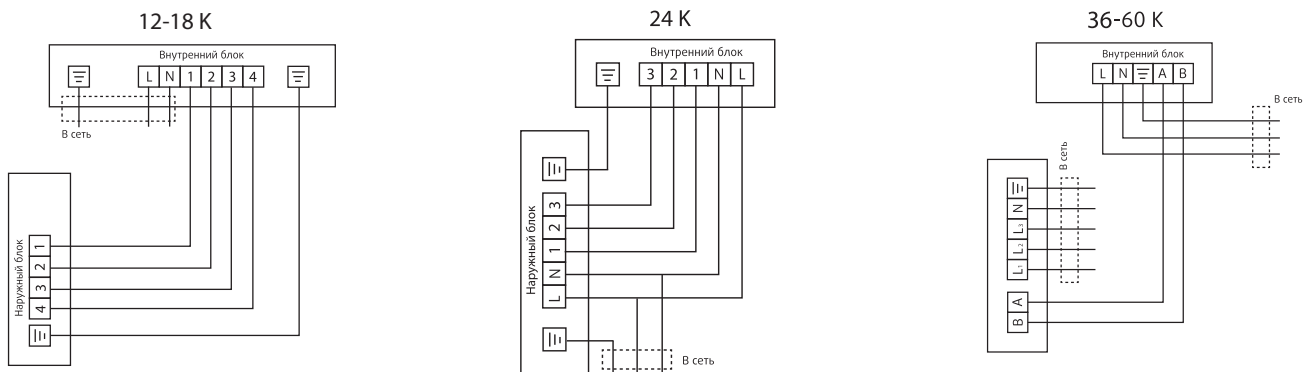 12-18 K
Внутренний блок
L N 1 2 3 4
В сеть
Наружный блок
1
2
3
4
24 K
Внутренний блок
3 2 1 N L
Наружный блок
3
2
1
N
L
В сеть
36-60 K
Внутренний блок
L N A B
В сеть
В сеть
N
L3
L2
L1
A
B